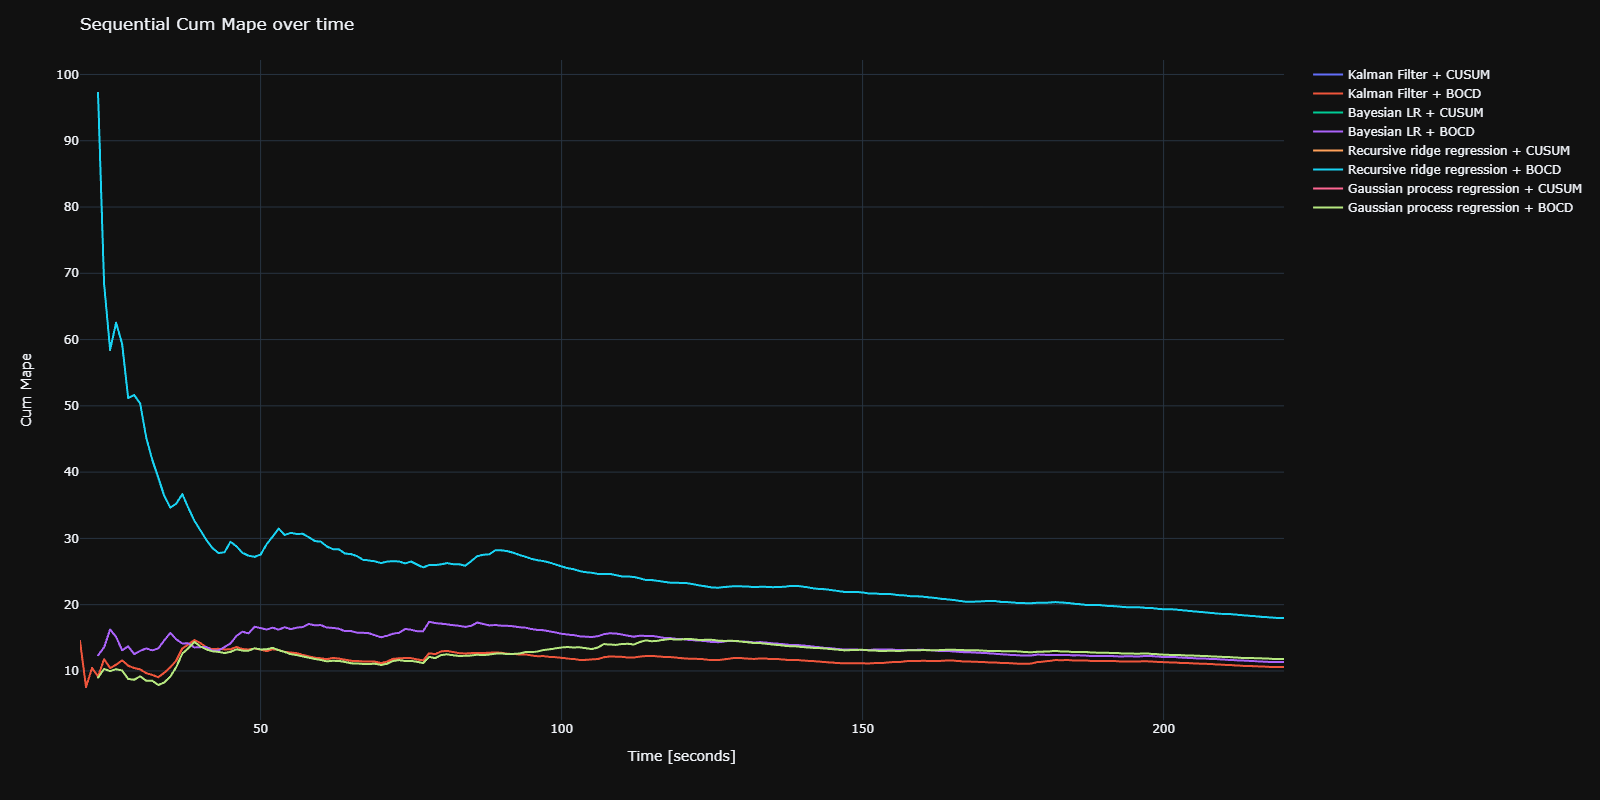 Sequential Cum Mape over time
100
90
80
70
60
50
40
30
20
10
Cum Mape
50
100
150
200
Time [seconds]
Kalman Filter + CUSUM
Kalman Filter + BOCD
Bayesian LR + CUSUM
Bayesian LR + BOCD
Recursive ridge regression + CUSUM
Recursive ridge regression + BOCD
Gaussian process regression + CUSUM
Gaussian process regression + BOCD